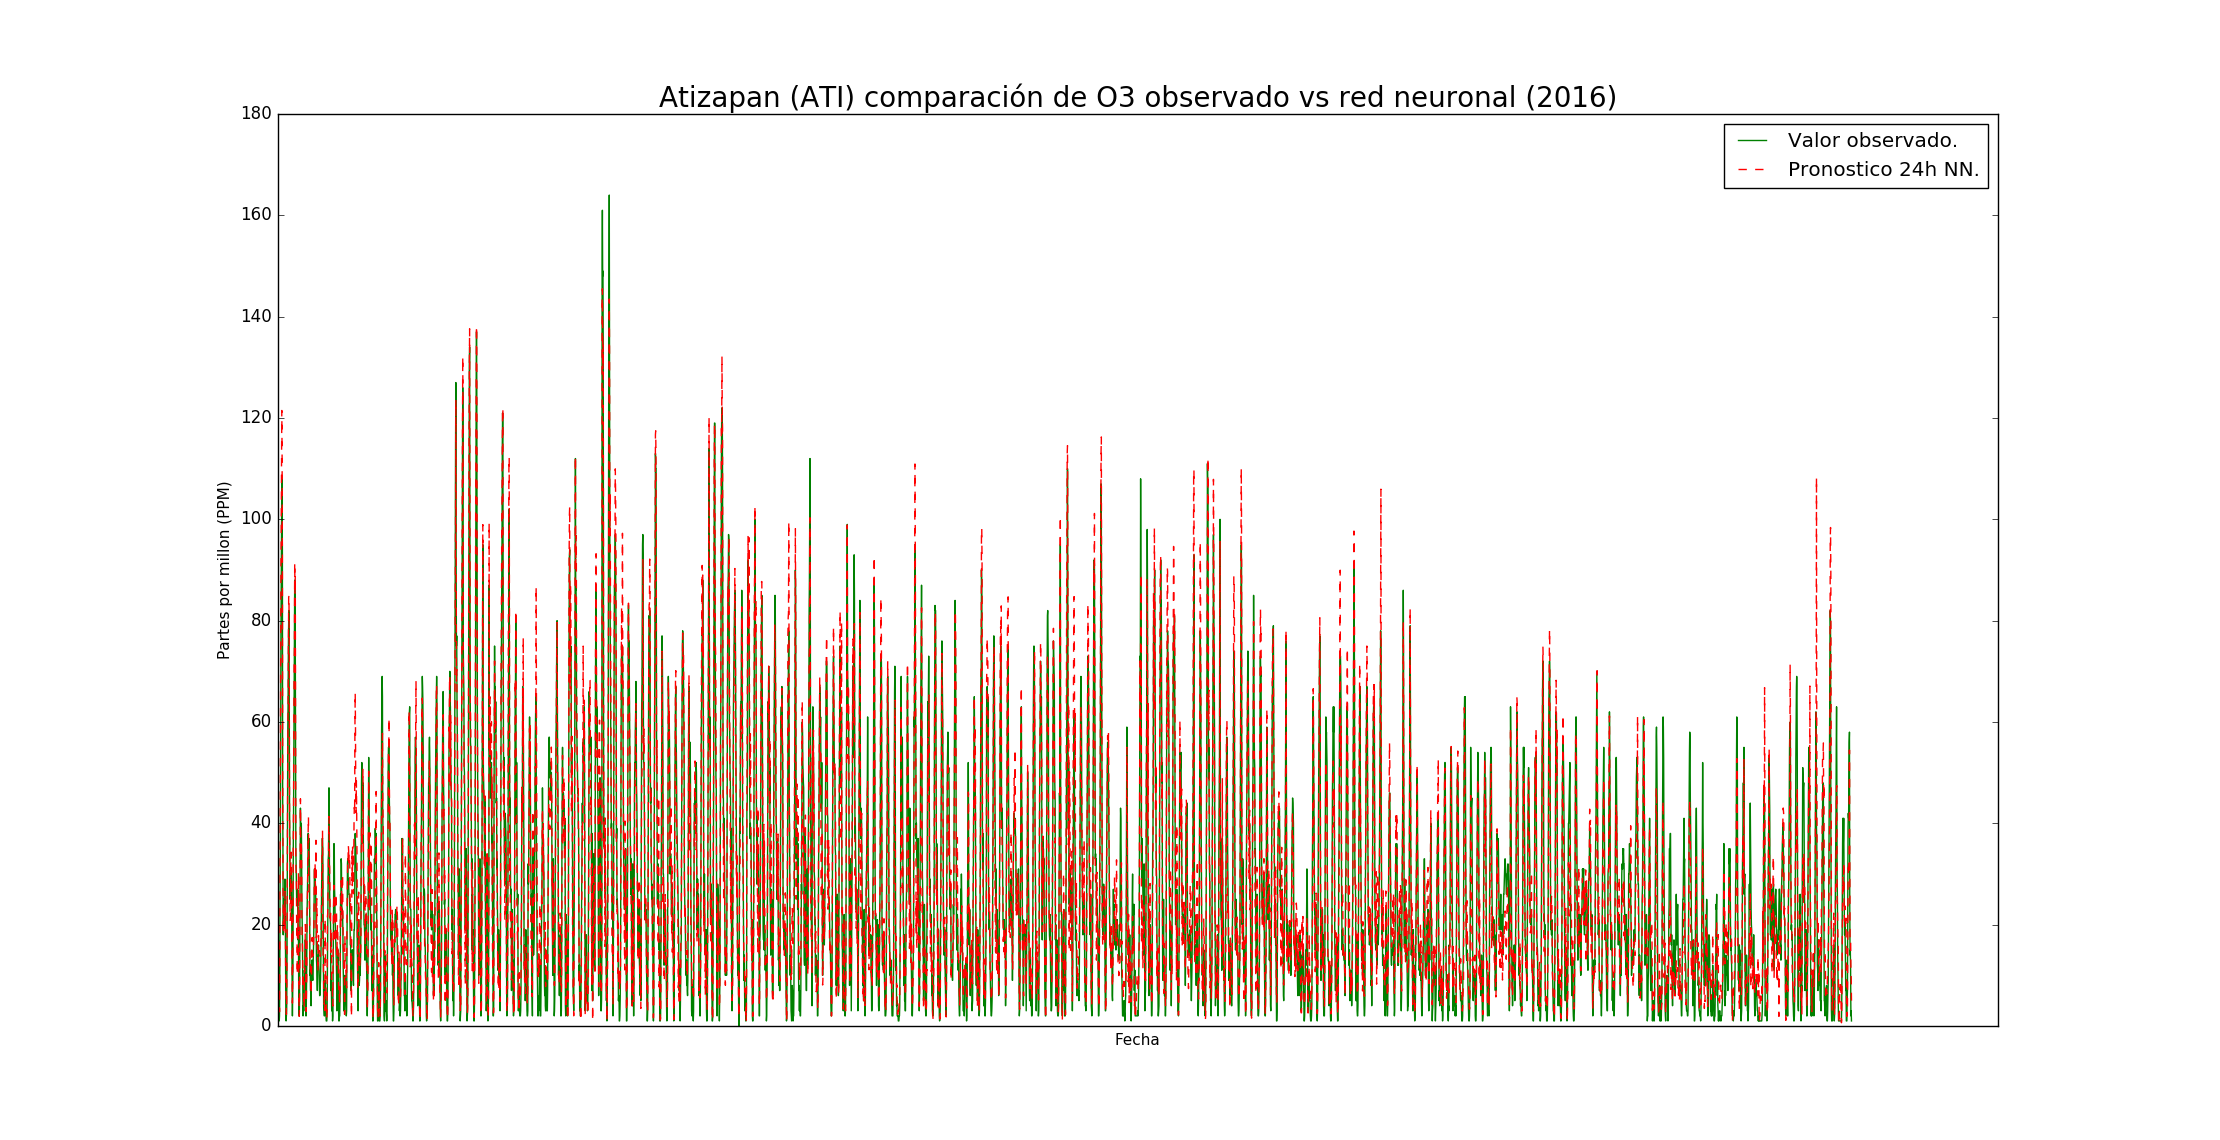 Atizapan (ATI) comparación de O3 observado vs red neuronal (2016)
180
160
140
120
100
80
60
40
20
0
Partes por millon (PPM)
Valor observado.
Pronostico 24h NN.
Fecha